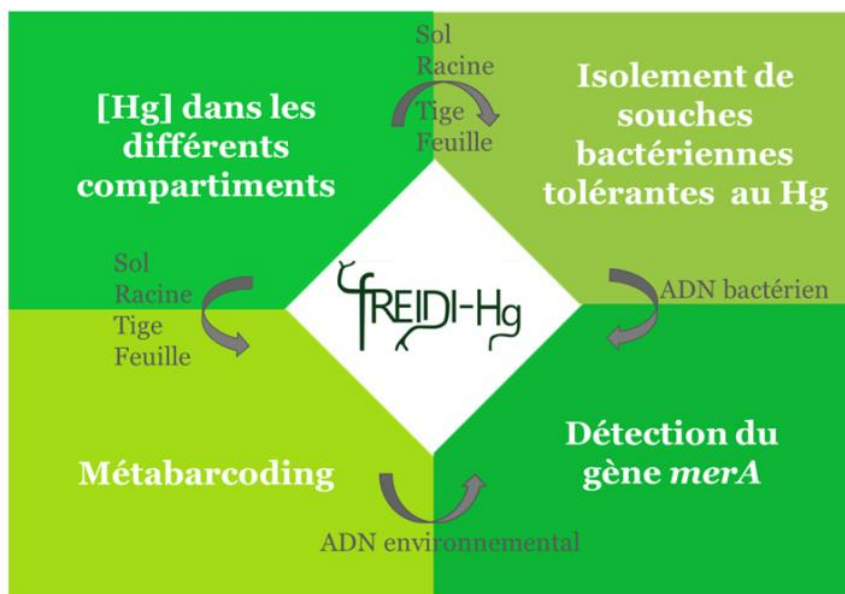 [Hg] dans les
différents
compartiments
Sol
Racine
Tige
Feuille
Isolement de
souches
bactériennes
tolérantes au Hg
Sol
Racine
Tige
Feuille
FREIDI-Hg
ADN bactérien
Métabarcoding
Détection du
gène merA
ADN environnemental